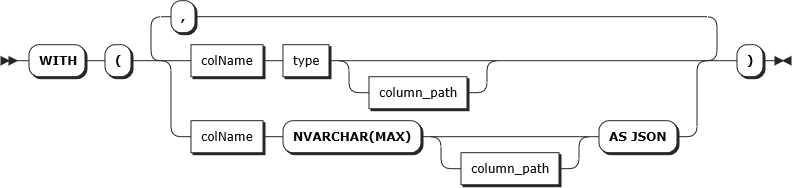 ,
WITH ( colName type )
column_path
colName NVARCHAR(MAX) AS JSON
column_path